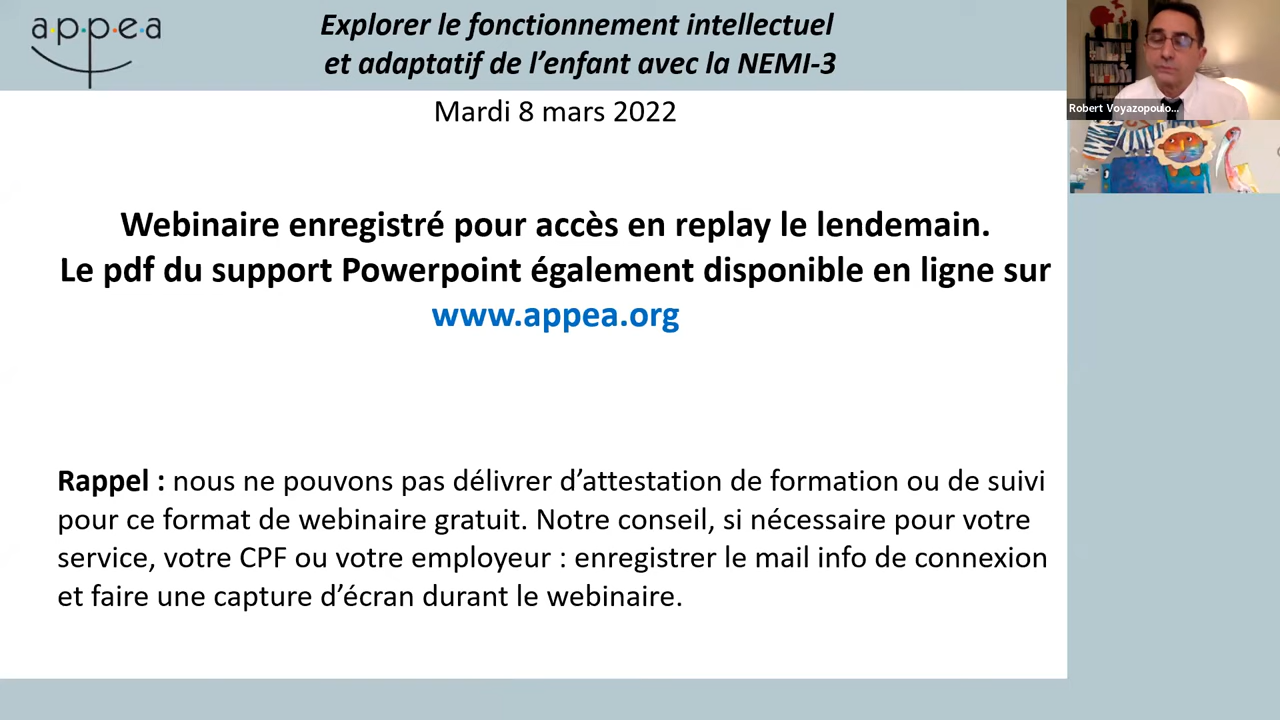 a·p·p·e·a
Explorer le fonctionnement intellectuel
et adaptatif de l’enfant avec la NEMI-3
Mardi 8 mars 2022
Robert Voyazopoulo...
Webinaire enregistré pour accès en replay le lendemain.
Le pdf du support Powerpoint également disponible en ligne sur
www.appea.org
Rappel : nous ne pouvons pas délivrer d’attestation de formation ou de suivi
pour ce format de webinaire gratuit. Notre conseil, si nécessaire pour votre
service, votre CPF ou votre employeur : enregistrer le mail info de connexion
et faire une capture d’écran durant le webinaire.